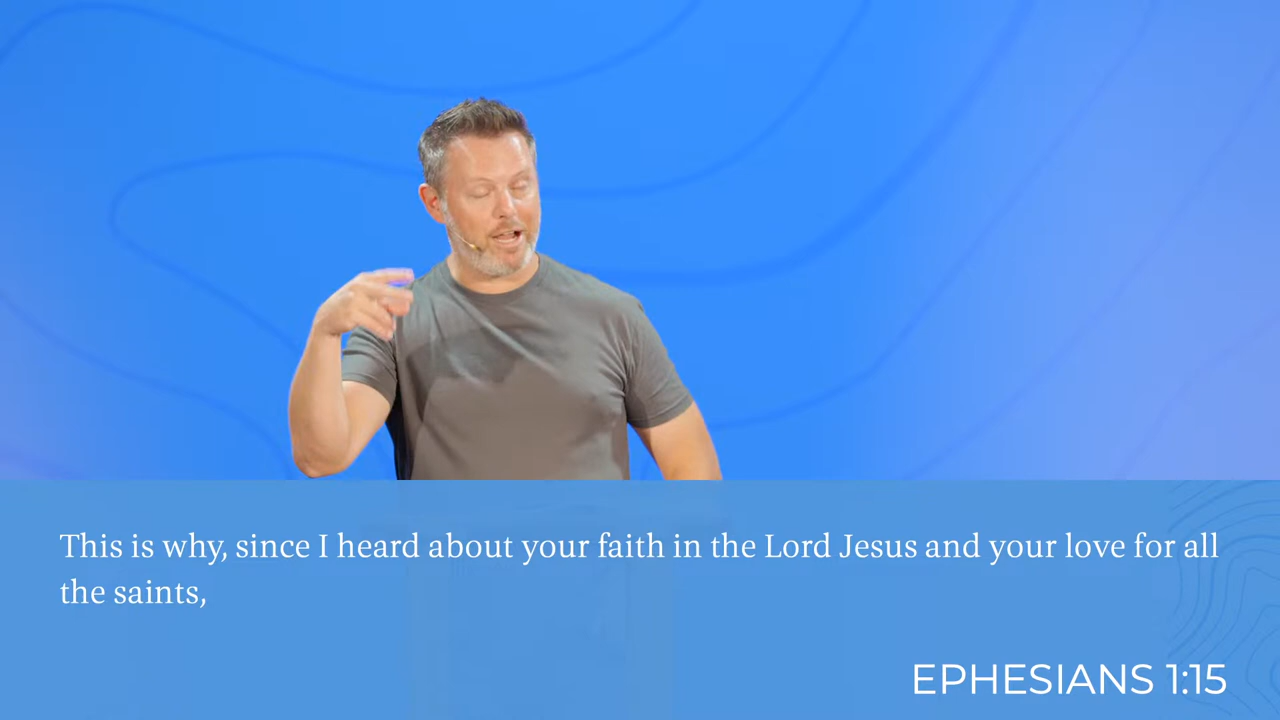 This is why, since I heard about your faith in the Lord Jesus and your love for all
the saints,
EPHESIANS 1:15